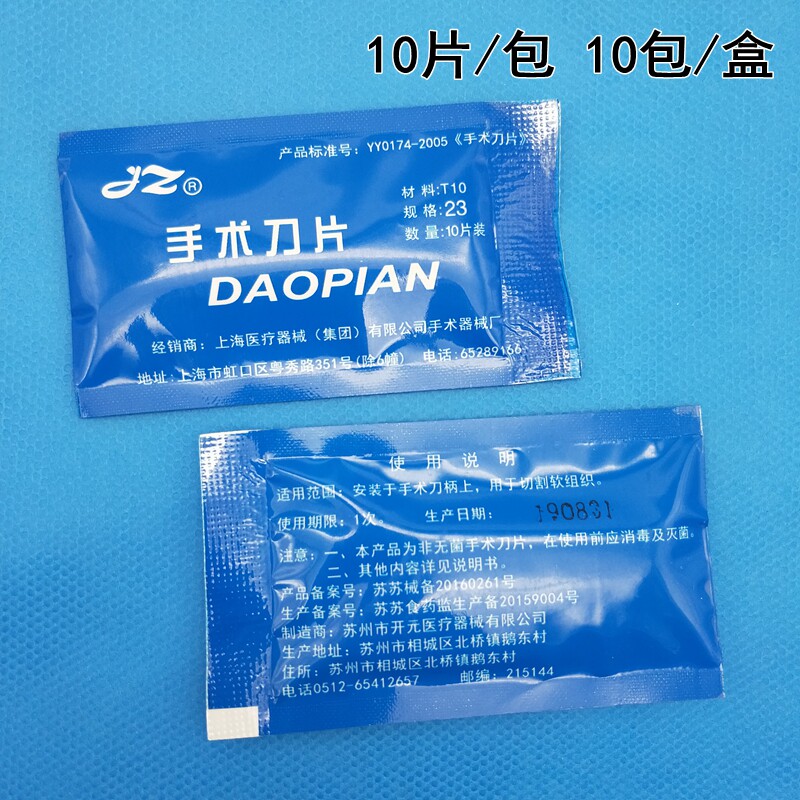 10片/包 10包/盒
产品标准号：YY0174-2005《手术刀片》
JZ®
材料:T10
规格:23
数量:10片装
手术刀片
DAOPIAN
经销商：上海医疗器械（集团）有限公司手术器械厂
地址:上海市虹口区粤秀路351号(除6幢) 电话:65289166
使用说明
适用范围：安装于手术刀柄上，用于切割软组织。
使用期限：1次。 生产日期： 190831
注意：一、本产品为非无菌手术刀片，在使用前应消毒及灭菌。
二、其他内容详见说明书。
产品备案号：苏苏械备20160261号
生产备案号：苏苏食药监生产备20159004号
制造商：苏州市开元医疗器械有限公司
生产地址：苏州市相城区北桥镇鹅东村
住所：苏州市相城区北桥镇鹅东村
电话0512-65412657 邮编：215144